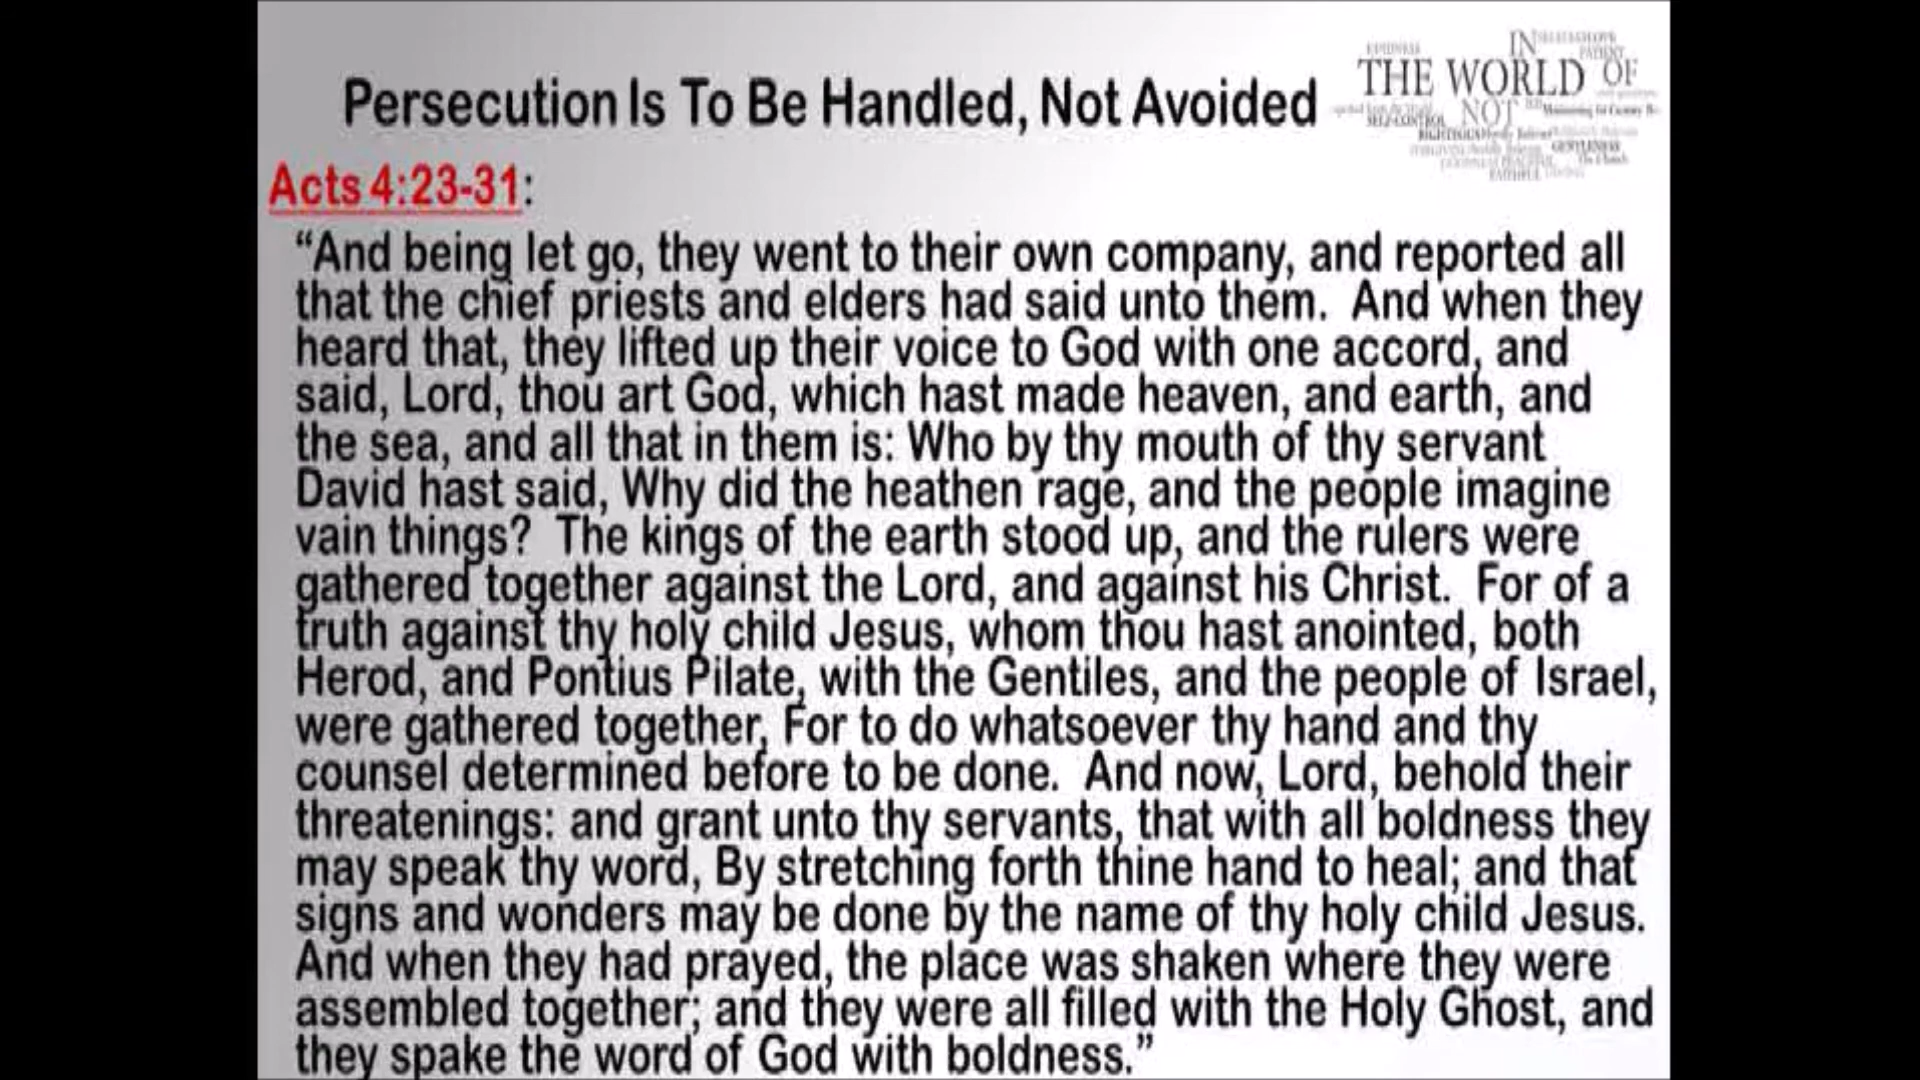 Persecution Is To Be Handled, Not Avoided
IN
PATIENT
THE WORLD OF
NOT
SELF-CONTROL
GENTLENESS
FAITHFUL
Acts 4:23-31:
“And being let go, they went to their own company, and reported all
that the chief priests and elders had said unto them. And when they
heard that, they lifted up their voice to God with one accord, and
said, Lord, thou art God, which hast made heaven, and earth, and
the sea, and all that in them is: Who by thy mouth of thy servant
David hast said, Why did the heathen rage, and the people imagine
vain things? The kings of the earth stood up, and the rulers were
gathered together against the Lord, and against his Christ. For of a
truth against thy holy child Jesus, whom thou hast anointed, both
Herod, and Pontius Pilate, with the Gentiles, and the people of Israel,
were gathered together, For to do whatsoever thy hand and thy
counsel determined before to be done. And now, Lord, behold their
threatenings: and grant unto thy servants, that with all boldness they
may speak thy word, By stretching forth thine hand to heal; and that
signs and wonders may be done by the name of thy holy child Jesus.
And when they had prayed, the place was shaken where they were
assembled together; and they were all filled with the Holy Ghost, and
they spake the word of God with boldness.”